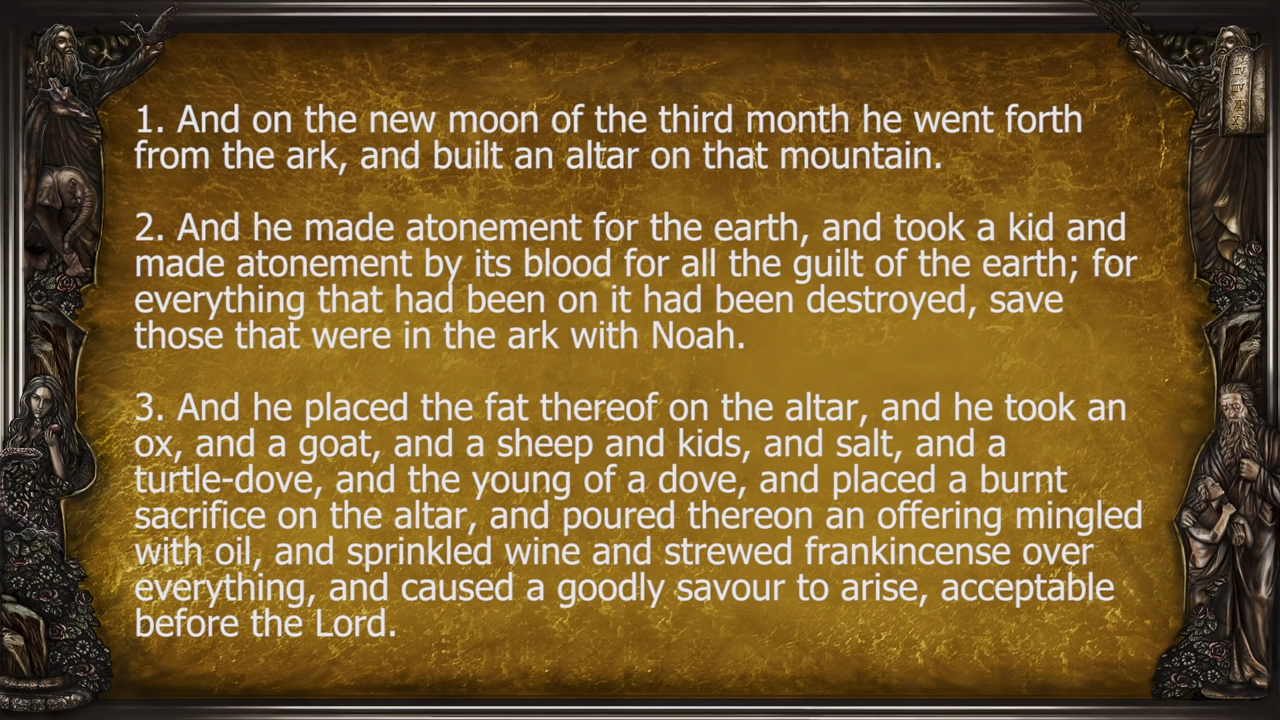 1. And on the new moon of the third month he went forth
from the ark, and built an altar on that mountain.
2. And he made atonement for the earth, and took a kid and
made atonement by its blood for all the guilt of the earth; for
everything that had been on it had been destroyed, save
those that were in the ark with Noah.
3. And he placed the fat thereof on the altar, and he took an
ox, and a goat, and a sheep and kids, and salt, and a
turtle-dove, and the young of a dove, and placed a burnt
sacrifice on the altar, and poured thereon an offering mingled
with oil, and sprinkled wine and strewed frankincense over
everything, and caused a goodly savour to arise, acceptable
before the Lord.